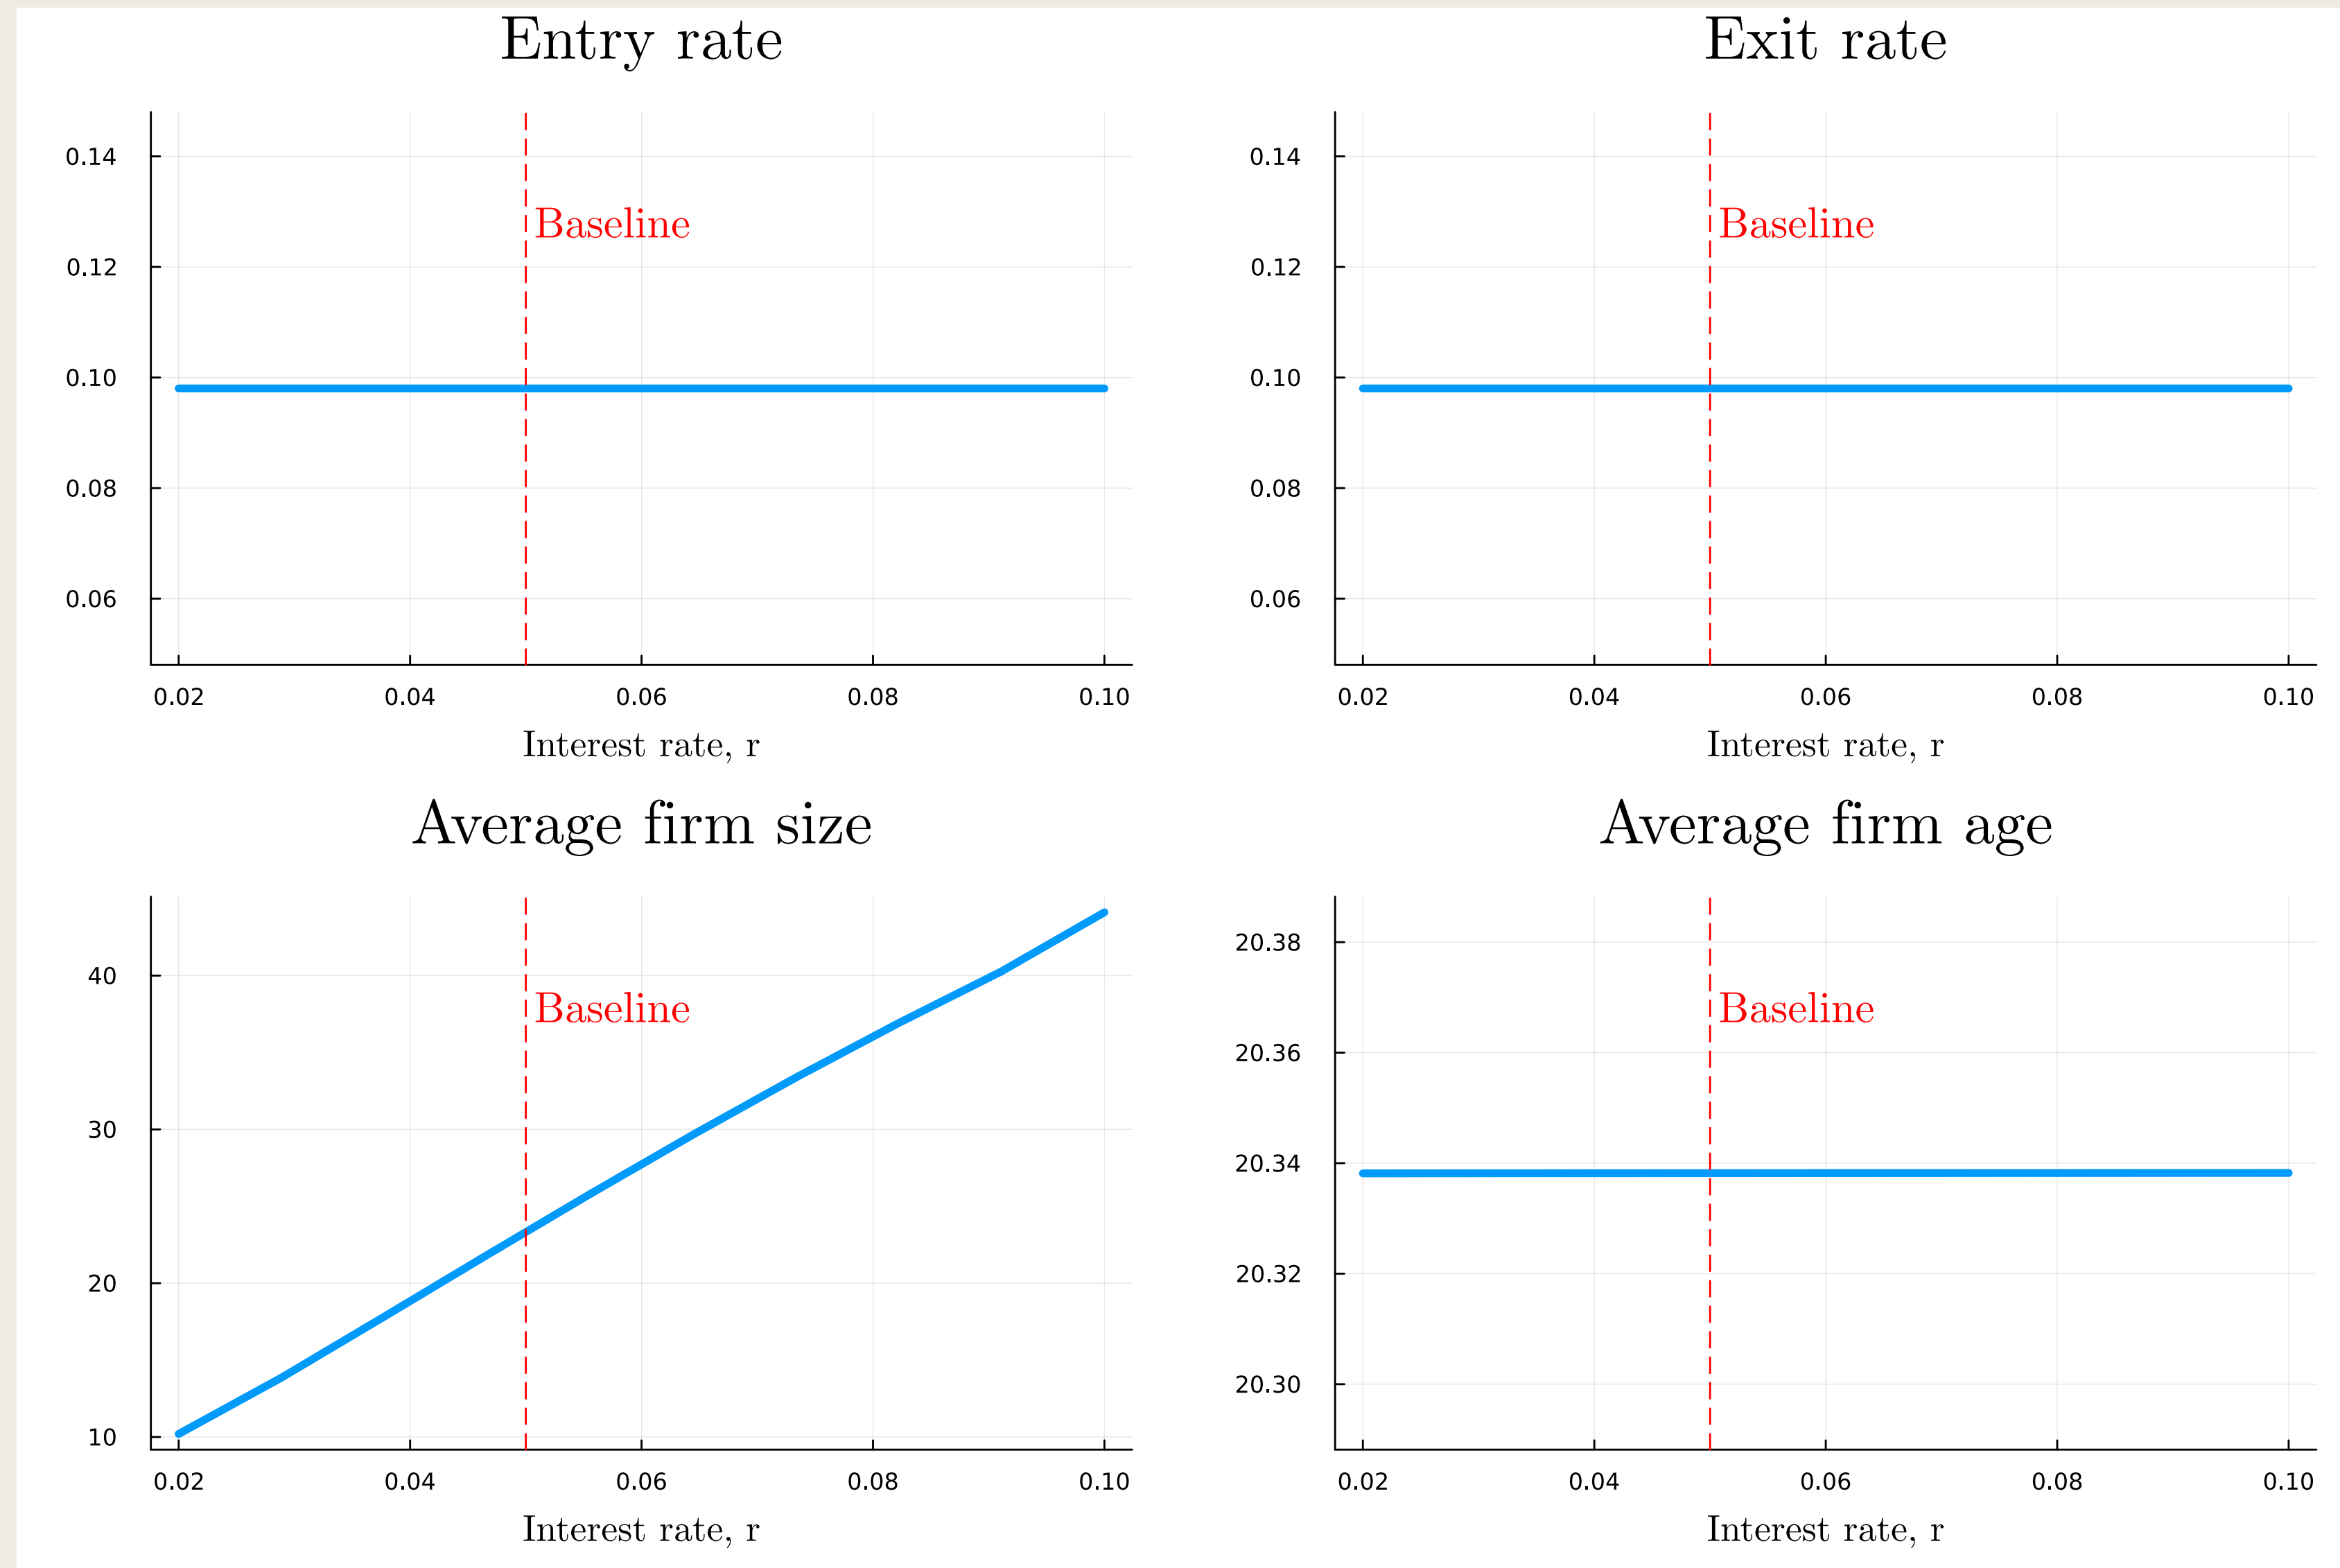 Entry rate
0.14
0.12
0.10
0.08
0.06
Baseline
0.02 0.04 0.06 0.08 0.10
Interest rate, r
Exit rate
0.14
0.12
0.10
0.08
0.06
Baseline
0.02 0.04 0.06 0.08 0.10
Interest rate, r
Average firm size
40
30
20
10
Baseline
0.02 0.04 0.06 0.08 0.10
Interest rate, r
Average firm age
20.38
20.36
20.34
20.32
20.30
Baseline
0.02 0.04 0.06 0.08 0.10
Interest rate, r